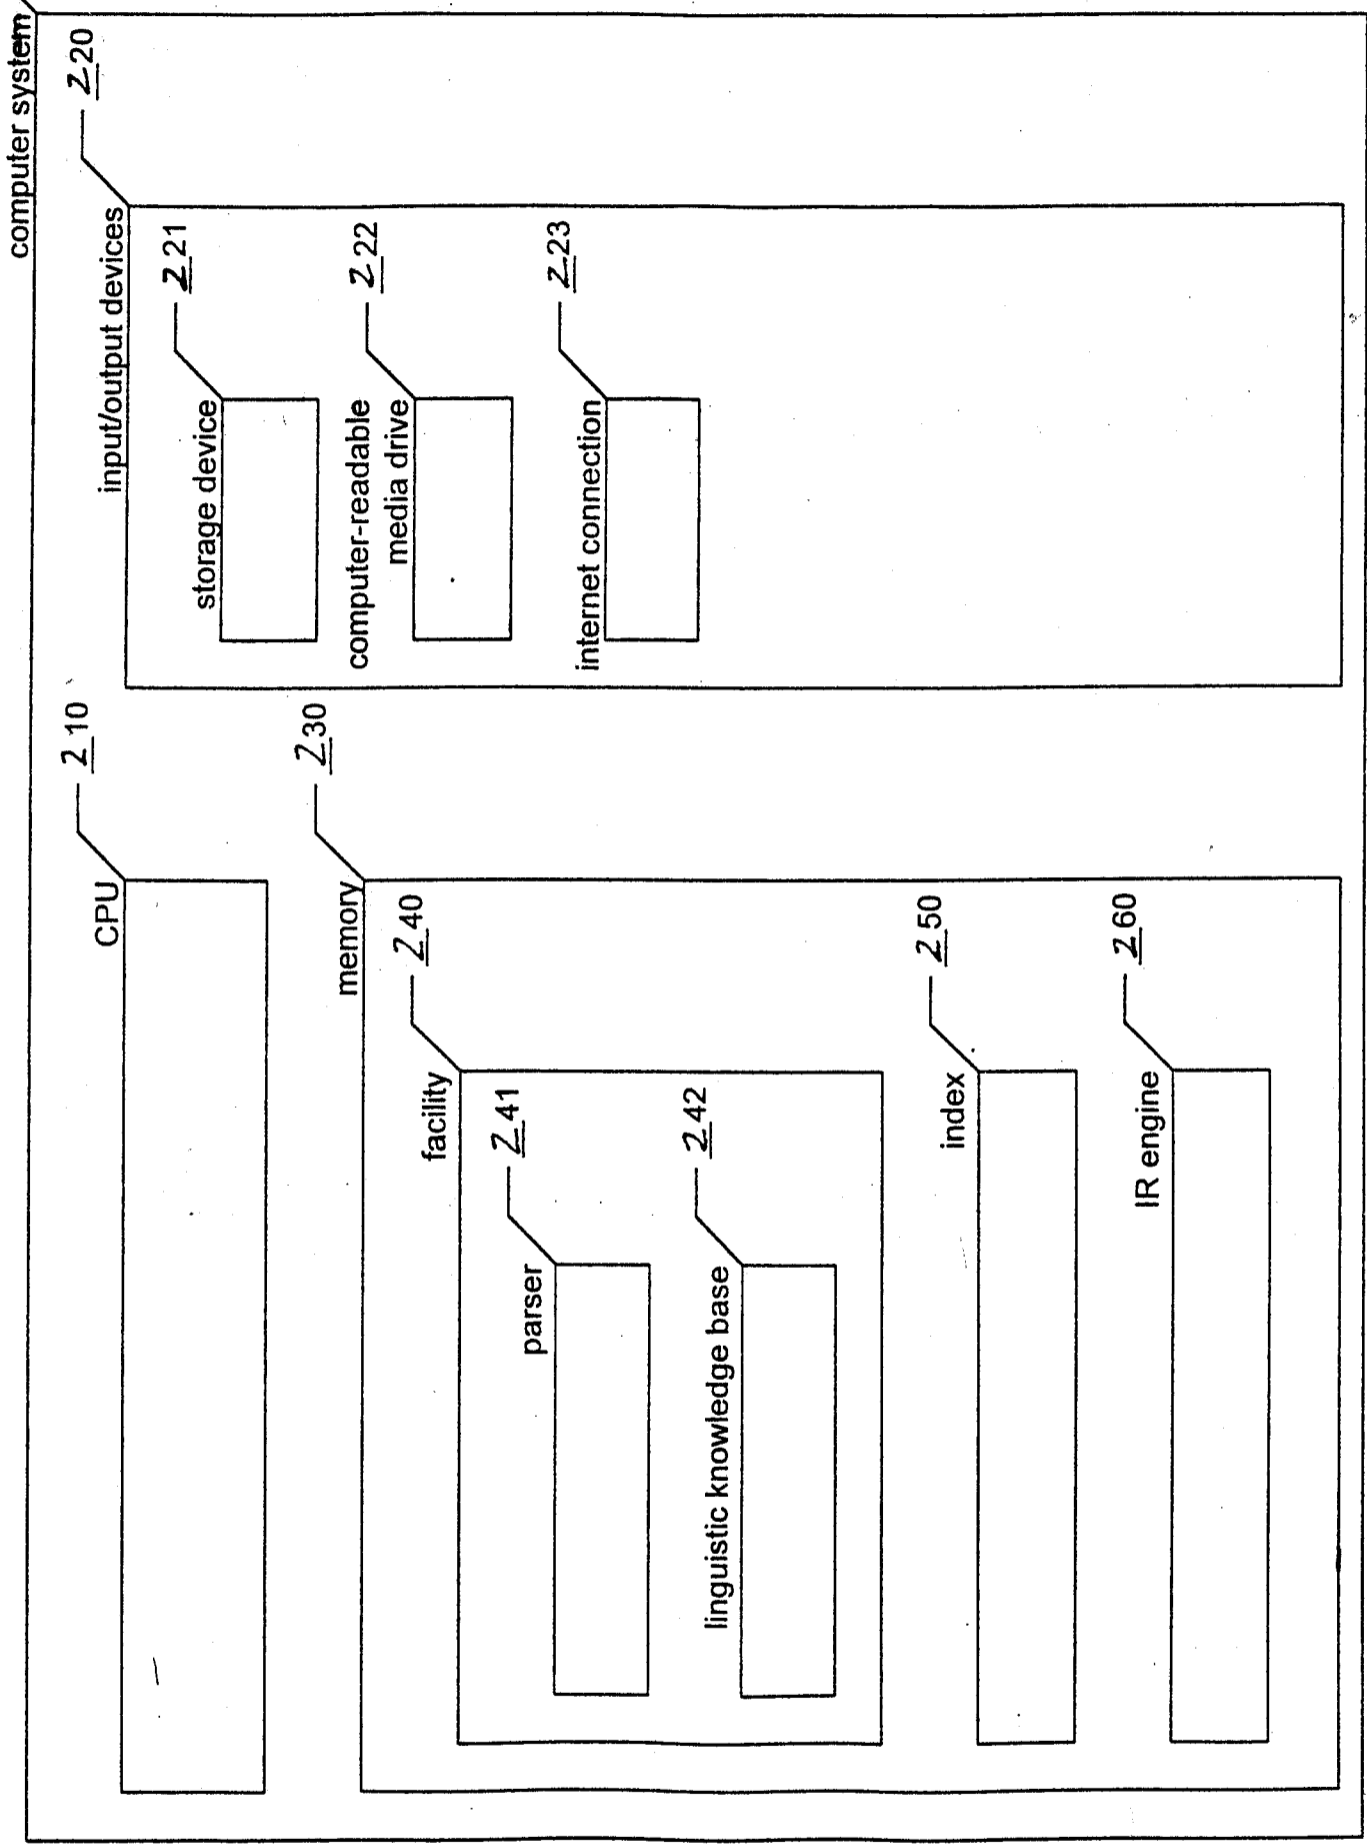 computer system
CPU
210
memory
230
facility
240
parser
241
linguistic knowledge base
242
index
250
IR engine
260
input/output devices
220
storage device
221
computer-readable
media drive
222
internet connection
223